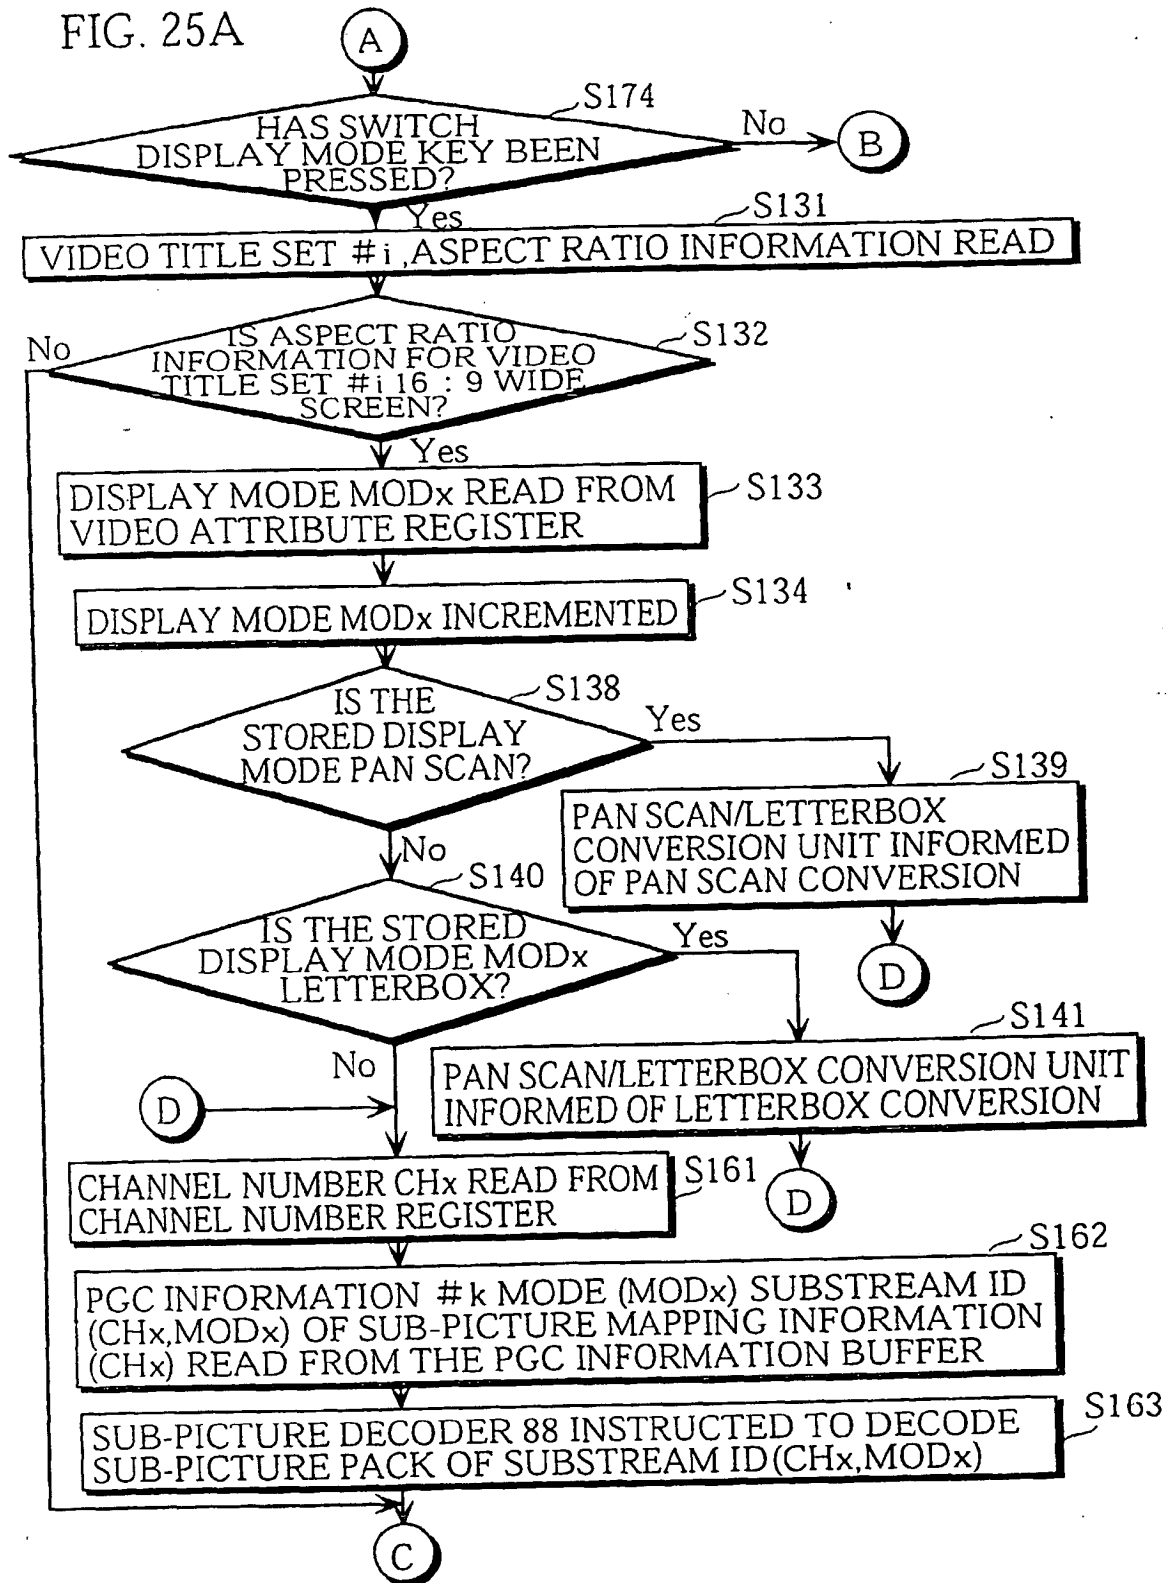 FIG. 25A
A
S174
HAS SWITCH
DISPLAY MODE KEY BEEN
PRESSED?
No
B
Yes
S131
VIDEO TITLE SET #i ,ASPECT RATIO INFORMATION READ
S132
IS ASPECT RATIO
INFORMATION FOR VIDEO
TITLE SET #i 16 : 9 WIDE
SCREEN?
No
Yes
S133
DISPLAY MODE MODx READ FROM
VIDEO ATTRIBUTE REGISTER
S134
DISPLAY MODE MODx INCREMENTED
S138
IS THE
STORED DISPLAY
MODE PAN SCAN?
Yes
No
S139
PAN SCAN/LETTERBOX
CONVERSION UNIT INFORMED
OF PAN SCAN CONVERSION
D
S140
IS THE STORED
DISPLAY MODE MODx
LETTERBOX?
Yes
No
S141
PAN SCAN/LETTERBOX CONVERSION UNIT
INFORMED OF LETTERBOX CONVERSION
D
D
S161
CHANNEL NUMBER CHx READ FROM
CHANNEL NUMBER REGISTER
S162
PGC INFORMATION #k MODE (MODx) SUBSTREAM ID
(CHx,MODx) OF SUB-PICTURE MAPPING INFORMATION
(CHx) READ FROM THE PGC INFORMATION BUFFER
S163
SUB-PICTURE DECODER 88 INSTRUCTED TO DECODE
SUB-PICTURE PACK OF SUBSTREAM ID(CHx,MODx)
C